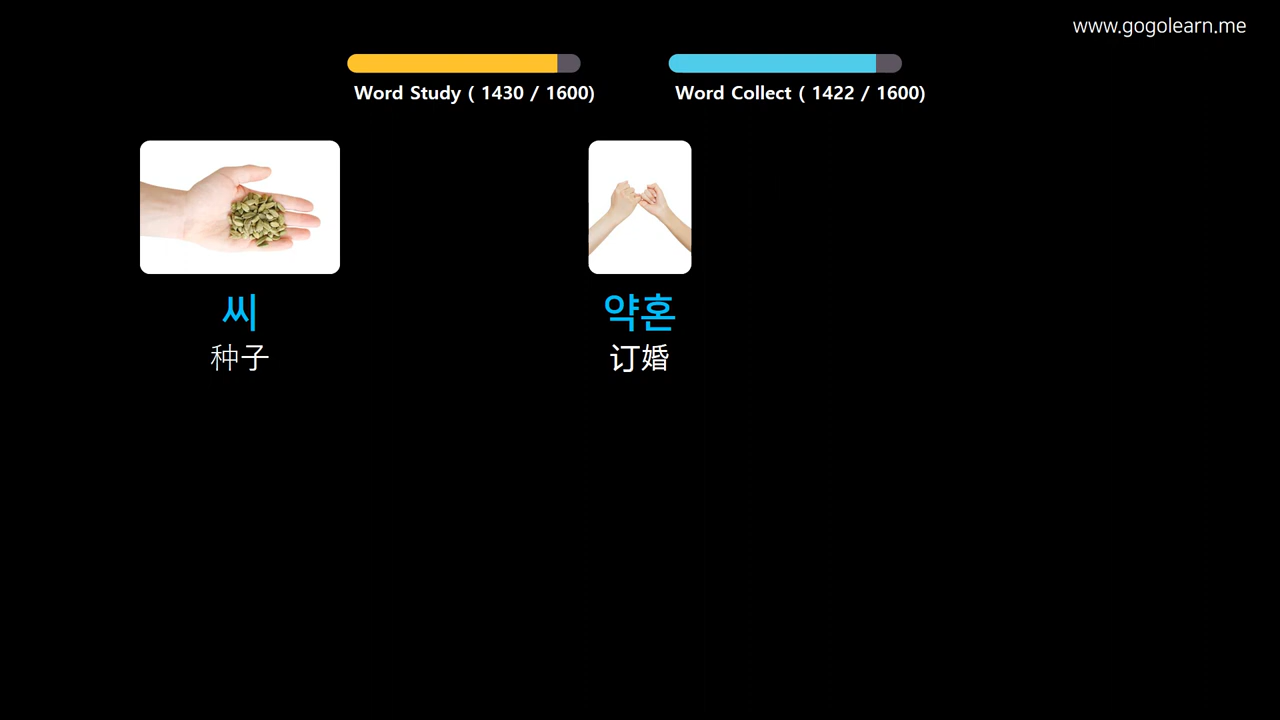 www.gogolearn.me
Word Study ( 1430 / 1600)
Word Collect ( 1422 / 1600)
씨
种子
약혼
订婚